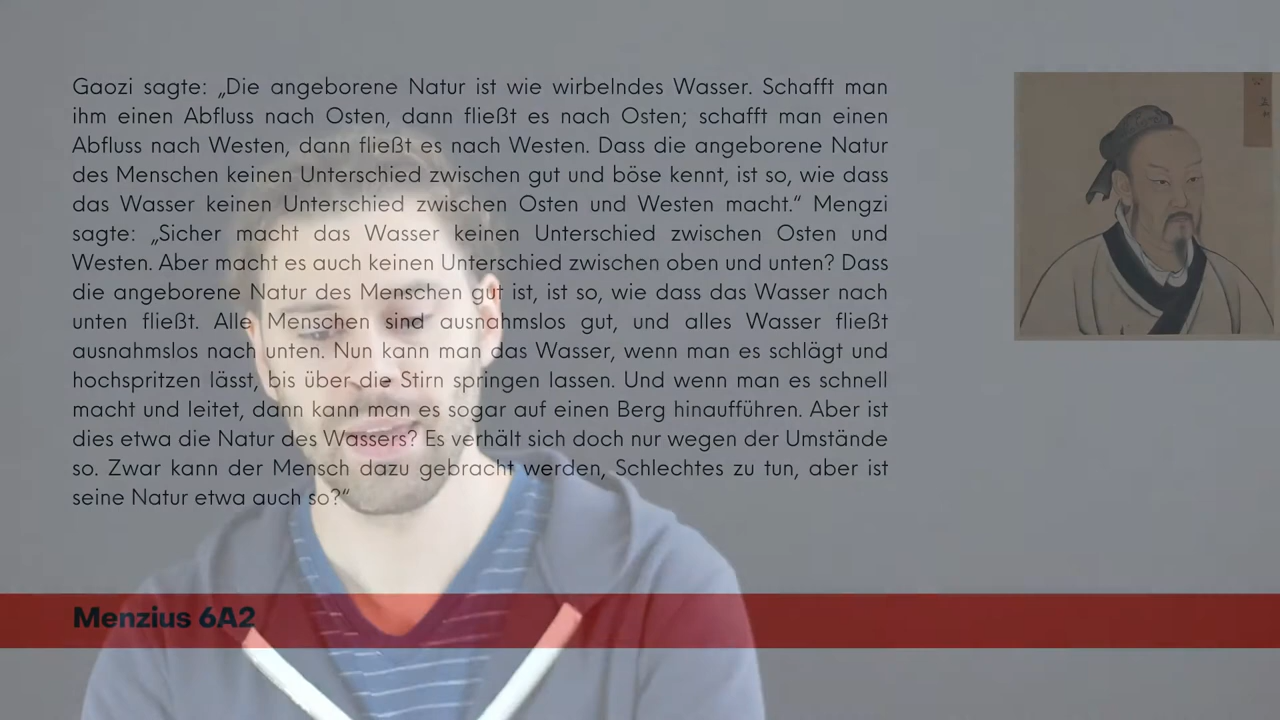 Gaozi sagte: „Die angeborene Natur ist wie wirbelndes Wasser. Schafft man
ihm einen Abfluss nach Osten, dann fließt es nach Osten; schafft man einen
Abfluss nach Westen, dann fließt es nach Westen. Dass die angeborene Natur
des Menschen keinen Unterschied zwischen gut und böse kennt, ist so, wie dass
das Wasser keinen Unterschied zwischen Osten und Westen macht.“ Mengzi
sagte: „Sicher macht das Wasser keinen Unterschied zwischen Osten und
Westen. Aber macht es auch keinen Unterschied zwischen oben und unten? Dass
die angeborene Natur des Menschen gut ist, ist so, wie dass das Wasser nach
unten fließt. Alle Menschen sind ausnahmslos gut, und alles Wasser fließt
ausnahmslos nach unten. Nun kann man das Wasser, wenn man es schlägt und
hochspritzen lässt, bis über die Stirn springen lassen. Und wenn man es schnell
macht und leitet, dann kann man es sogar auf einen Berg hinaufführen. Aber ist
dies etwa die Natur des Wassers? Es verhält sich doch nur wegen der Umstände
so. Zwar kann der Mensch dazu gebracht werden, Schlechtes zu tun, aber ist
seine Natur etwa auch so?“
Menzius 6A2